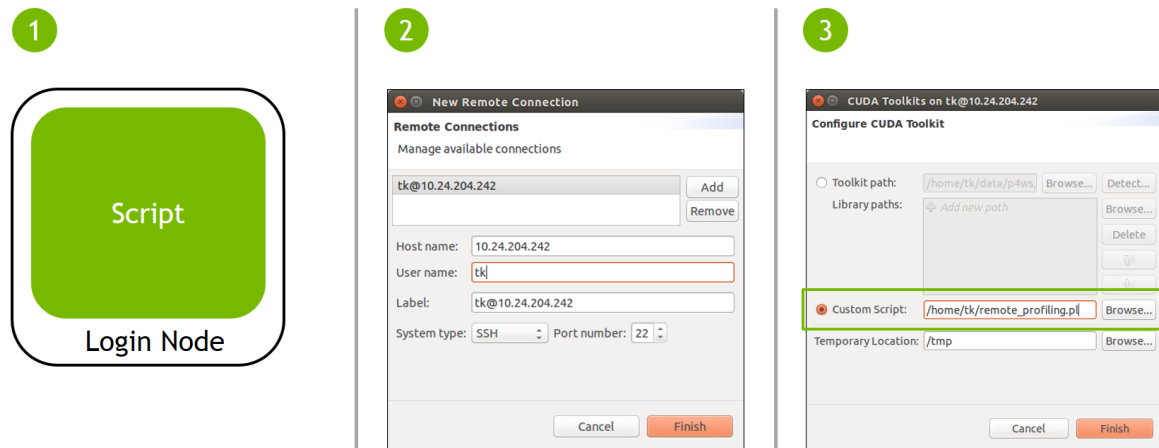 1
Script
Login Node
2
New Remote Connection
Remote Connections
Manage available connections
tk@10.24.204.242
Add
Remove
Host name: 10.24.204.242
User name: tk
Label: tk@10.24.204.242
System type: SSH Port number: 22
Cancel Finish
3
CUDA Toolkits on tk@10.24.204.242
Configure CUDA Toolkit
Toolkit path: /home/tk/data/p4ws, Browse... Detect...
Library paths: Add new path Browse...
Delete
Custom Script: /home/tk/remote_profiling.pl Browse...
Temporary Location: /tmp Browse...
Cancel Finish